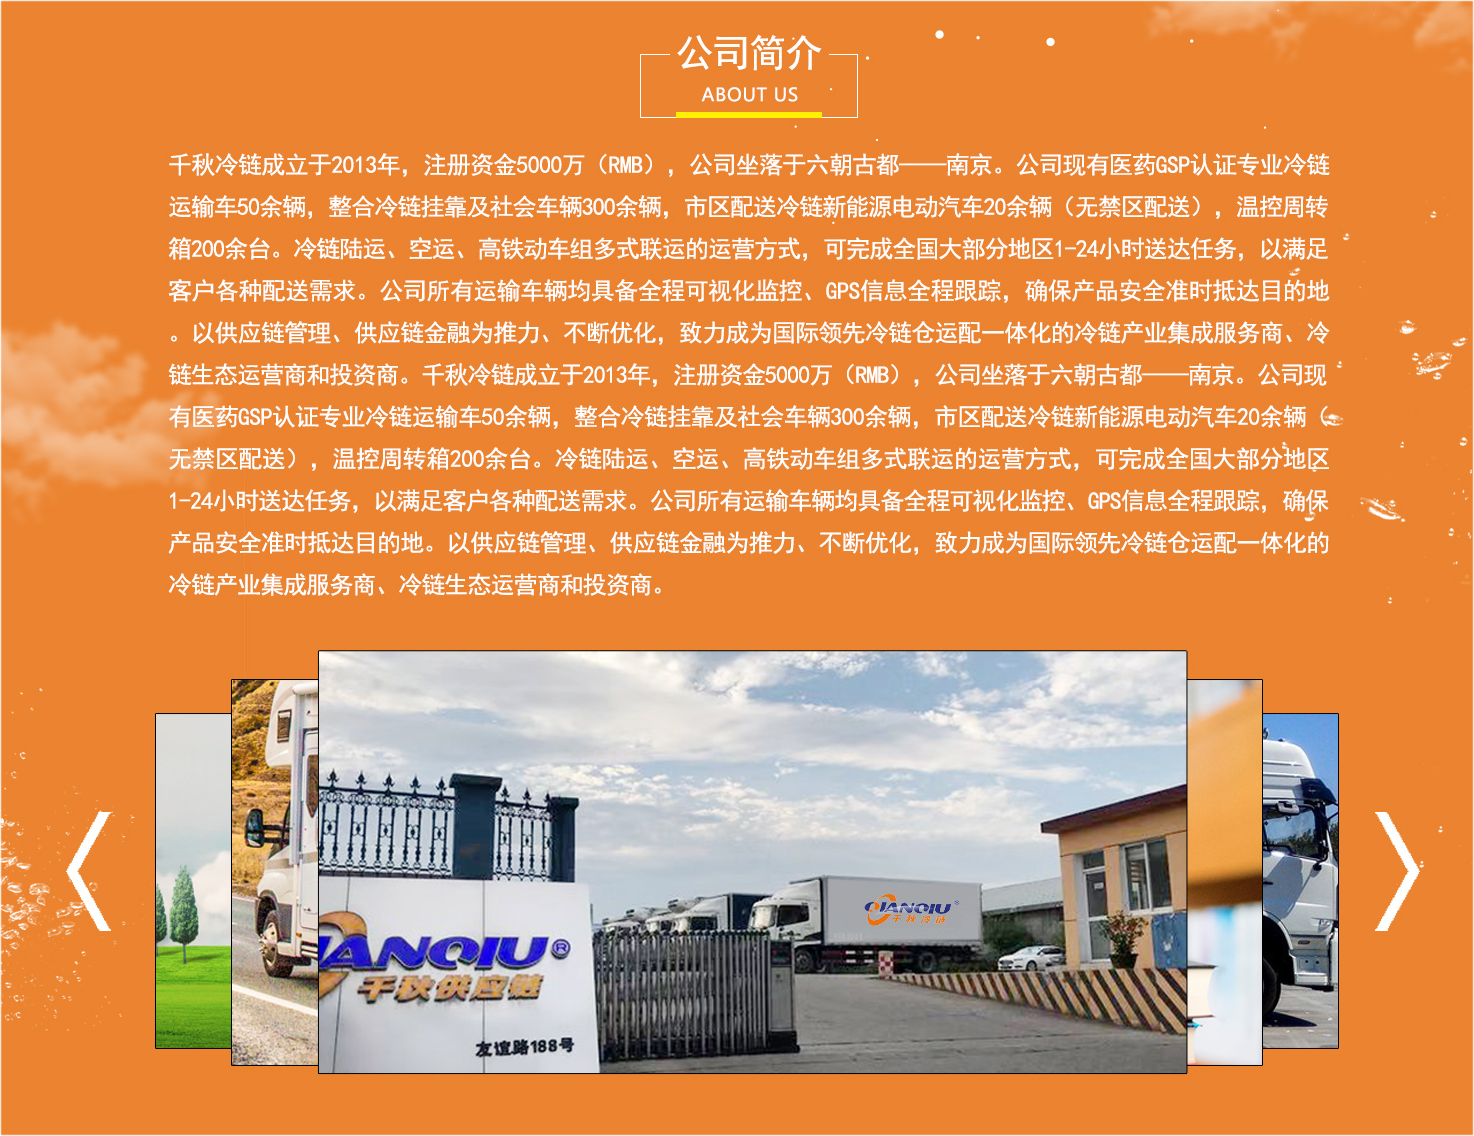 公司简介
ABOUT US
千秋冷链成立于2013年，注册资金5000万（RMB），公司坐落于六朝古都——南京。公司现有医药GSP认证专业冷链
运输车50余辆，整合冷链挂靠及社会车辆300余辆，市区配送冷链新能源电动汽车20余辆（无禁区配送），温控周转
箱200余台。冷链陆运、空运、高铁动车组多式联运的运营方式，可完成全国大部分地区1-24小时送达任务，以满足
客户各种配送需求。公司所有运输车辆均具备全程可视化监控、GPS信息全程跟踪，确保产品安全准时抵达目的地
。以供应链管理、供应链金融为推力、不断优化，致力成为国际领先冷链仓运配一体化的冷链产业集成服务商、冷
链生态运营商和投资商。千秋冷链成立于2013年，注册资金5000万（RMB），公司坐落于六朝古都——南京。公司现
有医药GSP认证专业冷链运输车50余辆，整合冷链挂靠及社会车辆300余辆，市区配送冷链新能源电动汽车20余辆（
无禁区配送），温控周转箱200余台。冷链陆运、空运、高铁动车组多式联运的运营方式，可完成全国大部分地区
1-24小时送达任务，以满足客户各种配送需求。公司所有运输车辆均具备全程可视化监控、GPS信息全程跟踪，确保
产品安全准时抵达目的地。以供应链管理、供应链金融为推力、不断优化，致力成为国际领先冷链仓运配一体化的
冷链产业集成服务商、冷链生态运营商和投资商。
QIANQIU®
千秋冷链
IANQIU®
千秋供应链
友谊路188号